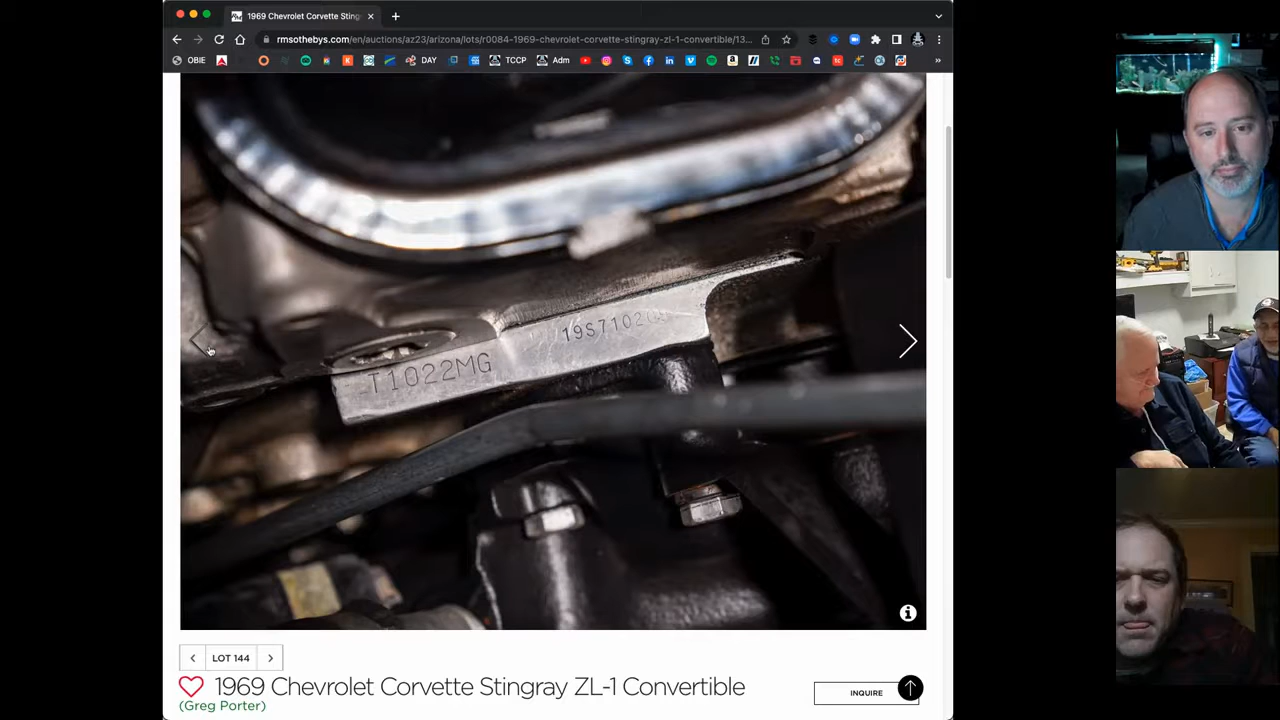 1969 Chevrolet Corvette Sting
rmsothebys.com/en/auctions/az23/arizona/lots/r0084-1969-chevrolet-corvette-stingray-zl-1-convertible/13...
OBIE
DAY
TCCP
Adm
19S7102
T1022MG
LOT 144
1969 Chevrolet Corvette Stingray ZL-1 Convertible
INQUIRE
(Greg Porter)